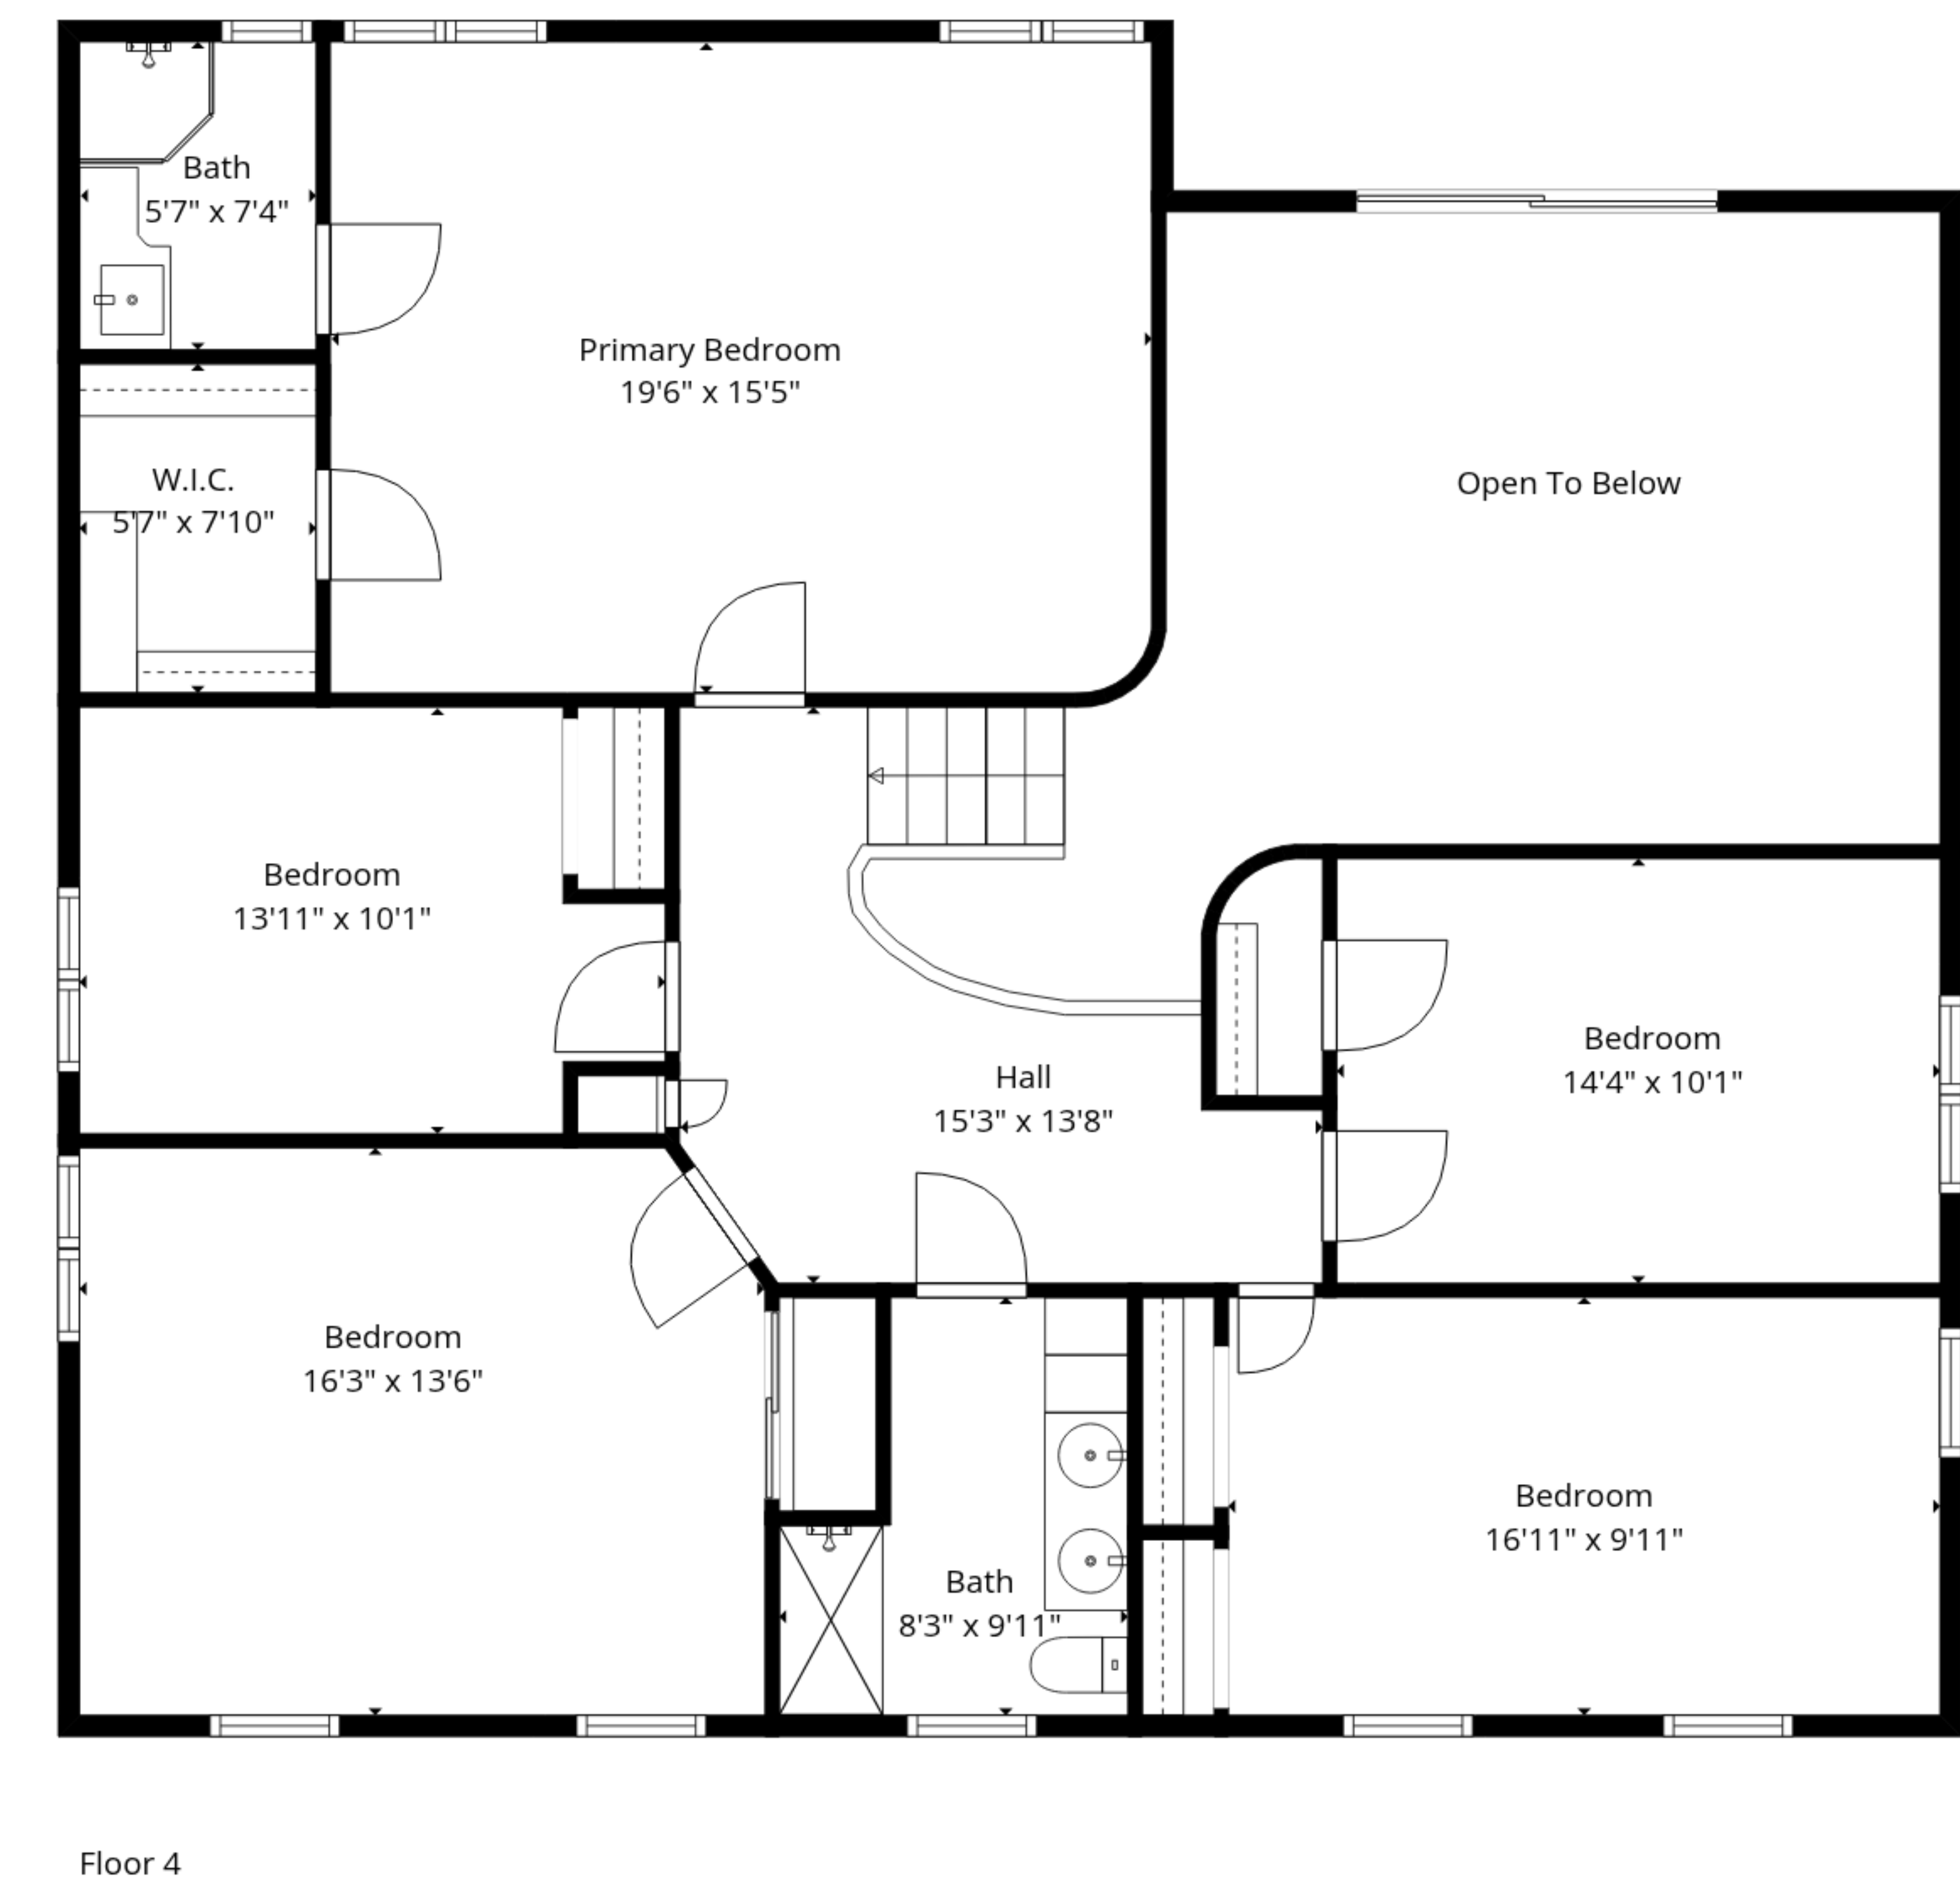 Bath
5'7" x 7'4"
Primary Bedroom
19'6" x 15'5"
W.I.C.
5'7" x 7'10"
Open To Below
Bedroom
13'11" x 10'1"
Hall
15'3" x 13'8"
Bedroom
14'4" x 10'1"
Bedroom
16'3" x 13'6"
Bath
8'3" x 9'11"
Bedroom
16'11" x 9'11"
Floor 4